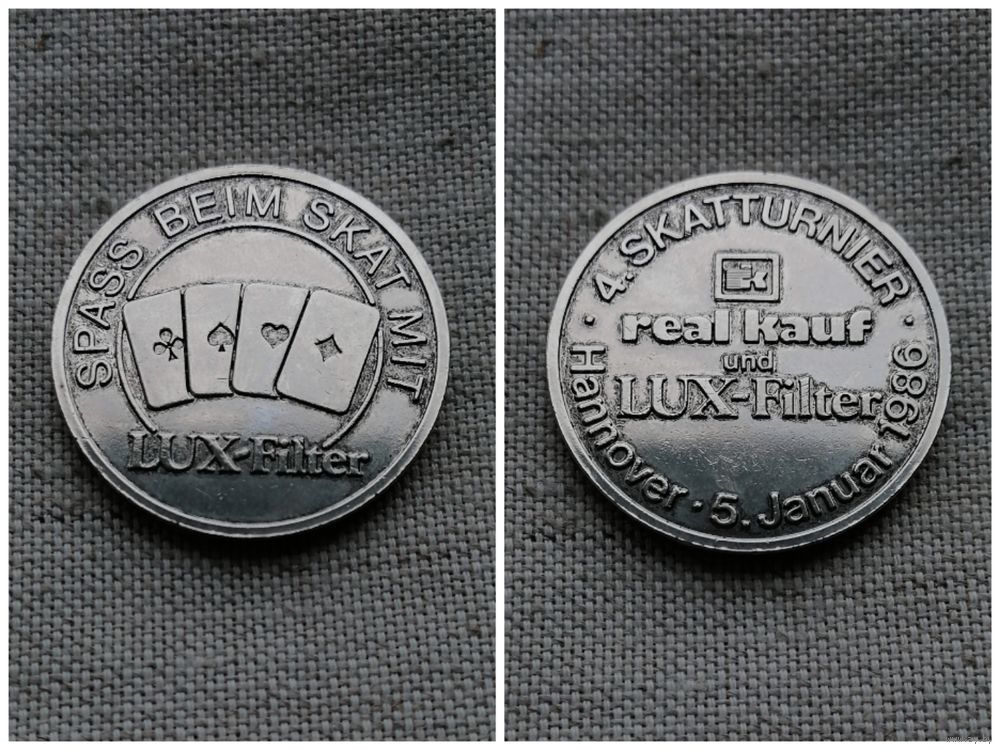 SPASS BEIM SKAT MIT
LUX-Filter
4. SKATTURNIER
real kauf
und
LUX-Filter
Hannover · 5. Januar 1986